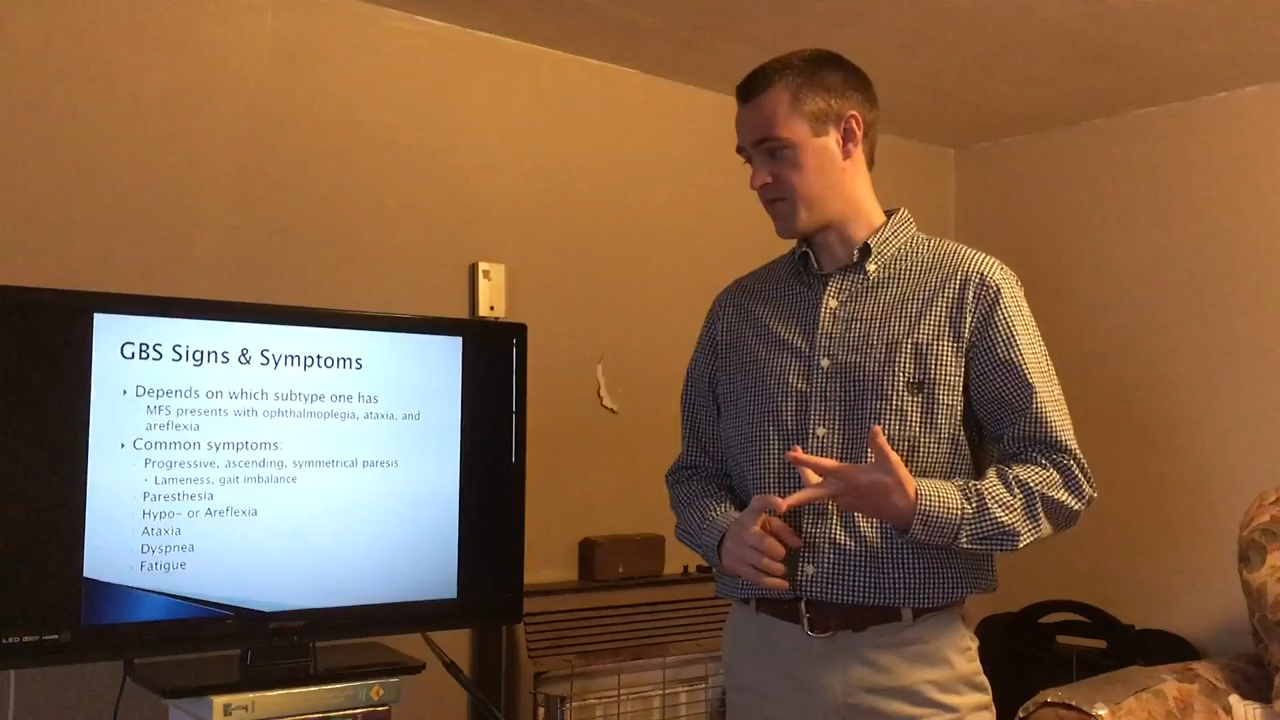 GBS Signs & Symptoms
Depends on which subtype one has
MFS presents with ophthalmoplegia, ataxia, and
areflexia
Common symptoms:
Progressive, ascending, symmetrical paresis
Lameness, gait imbalance
Paresthesia
Hypo- or Areflexia
Ataxia
Dyspnea
Fatigue
LED